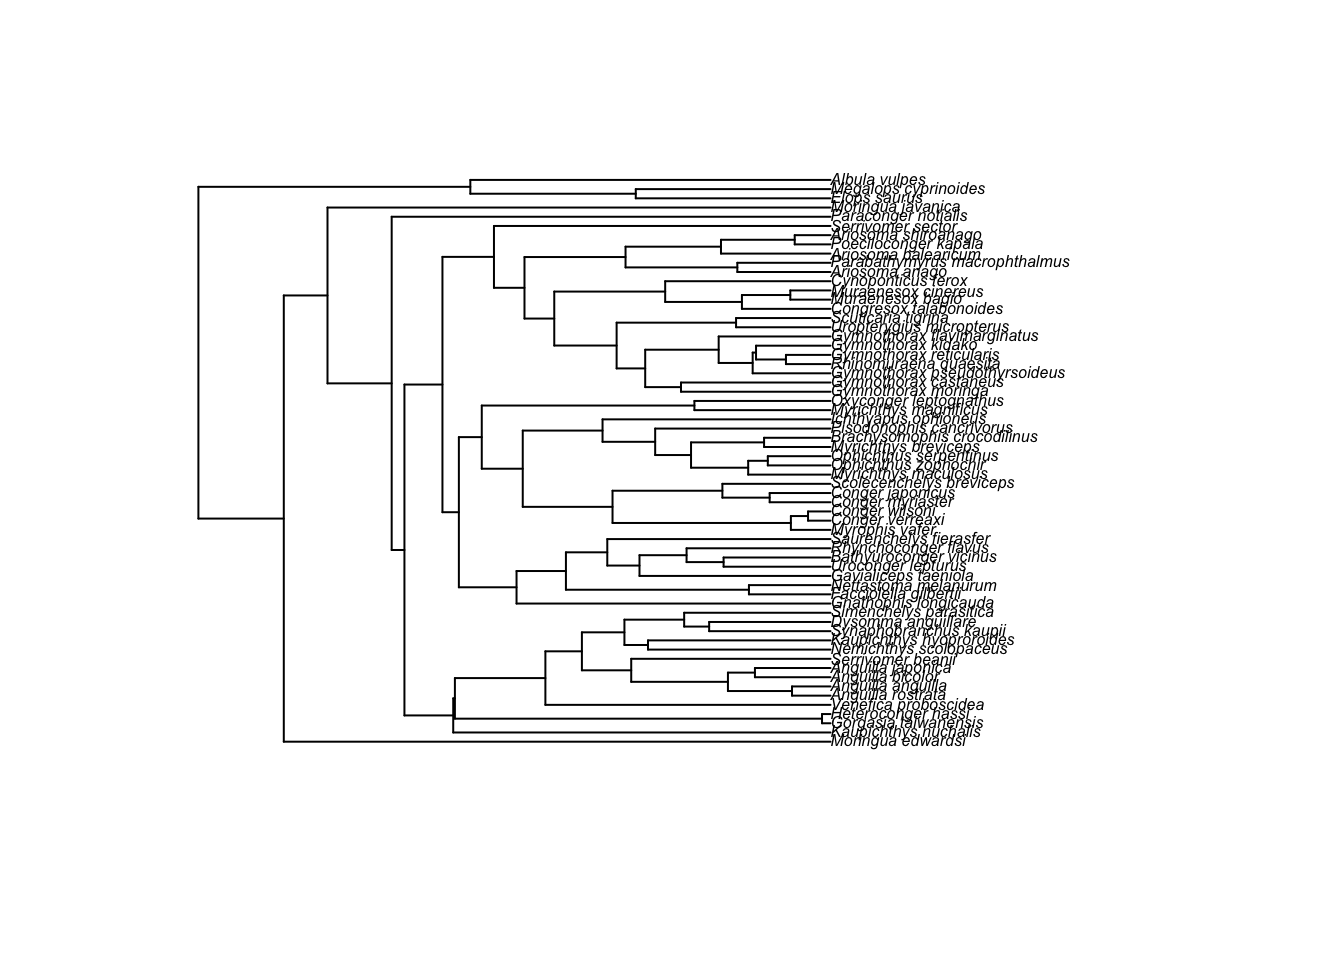 Albula vulpes
Megalops cyprinoides
Elops saurus
Moringua javanica
Paraconger notialis
Serrivomer sector
Ariosoma shiroanago
Poeciloconger kapala
Ariosoma balearicum
Parabathymyrus macrophthalmus
Ariosoma anago
Cynoponticus ferox
Muraenesox cinereus
Muraenesox bagio
Congresox talabonoides
Scuticaria tigrina
Uropterygius micropterus
Gymnothorax flavimarginatus
Gymnothorax kidako
Gymnothorax reticularis
Rhinomuraena quaesita
Gymnothorax pseudothyrsoideus
Gymnothorax castaneus
Gymnothorax moringa
Oxyconger leptognathus
Myrichthys magnificus
Ichthyapus ophioneus
Pisodonophis cancrivorus
Brachysomophis crocodilinus
Myrichthys breviceps
Ophichthus serpentinus
Ophichthus zophochir
Myrichthys maculosus
Scolecenchelys breviceps
Conger japonicus
Conger myriaster
Conger wilsoni
Conger verreaxi
Myrophis vafer
Saurenchelys fierasfer
Rhynchoconger flavus
Bathyuroconger vicinus
Uroconger lepturus
Gavialiceps taeniola
Nettastoma melanurum
Facciolella gilbertii
Gnathophis longicauda
Simenchelys parasitica
Dysomma anguillare
Synaphobranchus kaupii
Kaupichthys hyoproroides
Nemichthys scolopaceus
Serrivomer beanii
Anguilla japonica
Anguilla bicolor
Anguilla anguilla
Anguilla rostrata
Venefica proboscidea
Heteroconger hassi
Gorgasia taiwanensis
Kaupichthys nuchalis
Moringua edwardsi